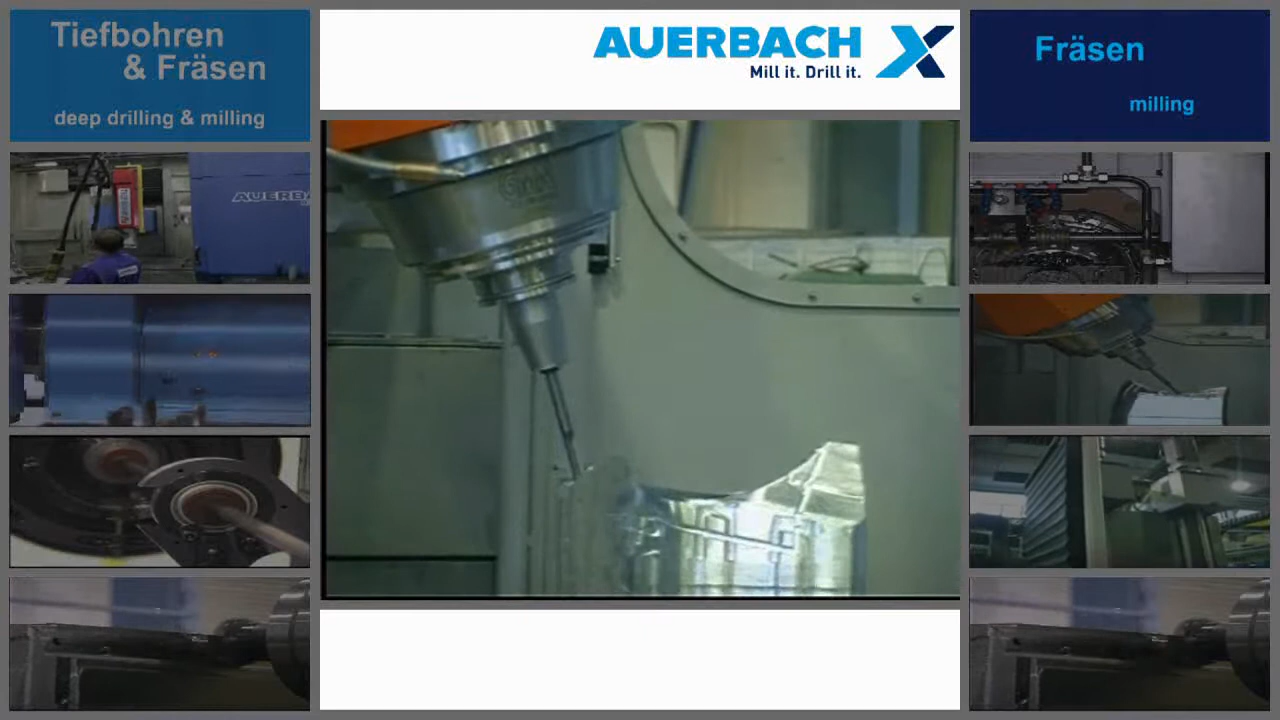 Tiefbohren
& Fräsen
deep drilling & milling
AUERBACH
Mill it. Drill it.
Fräsen
milling